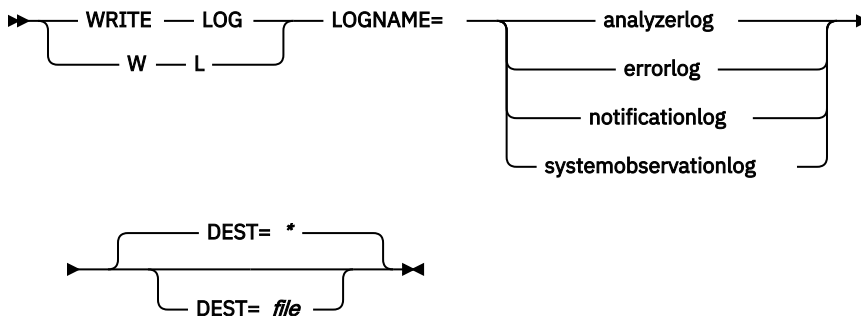 WRITE LOG LOGNAME= analyzerlog
W L errorlog
notificationlog
systemobservationlog
DEST= *
DEST= file